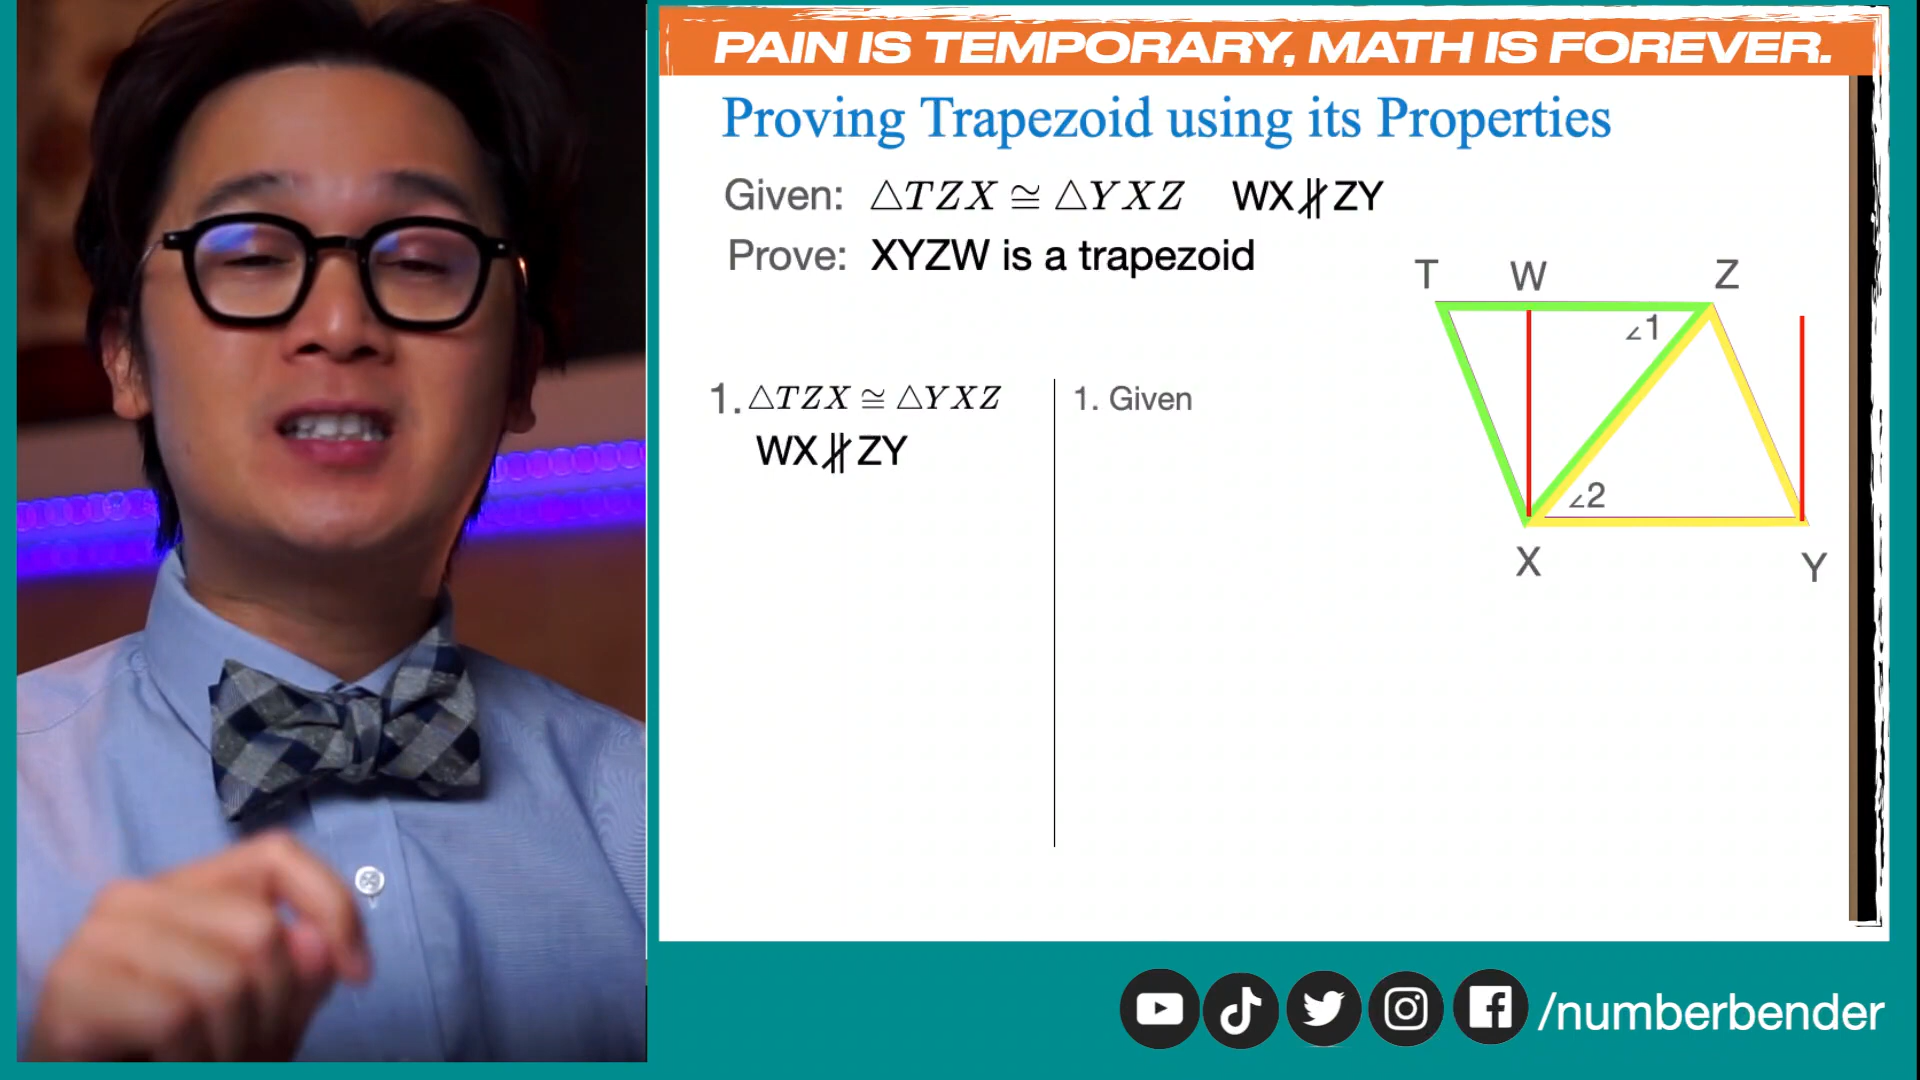 PAIN IS TEMPORARY, MATH IS FOREVER.
Proving Trapezoid using its Properties
Given: △TZX ≅ △YXZ WX ∦ ZY
Prove: XYZW is a trapezoid
T W Z
∠1
1. △TZX ≅ △YXZ
1. Given
WX ∦ ZY
∠2
X Y
/numberbender